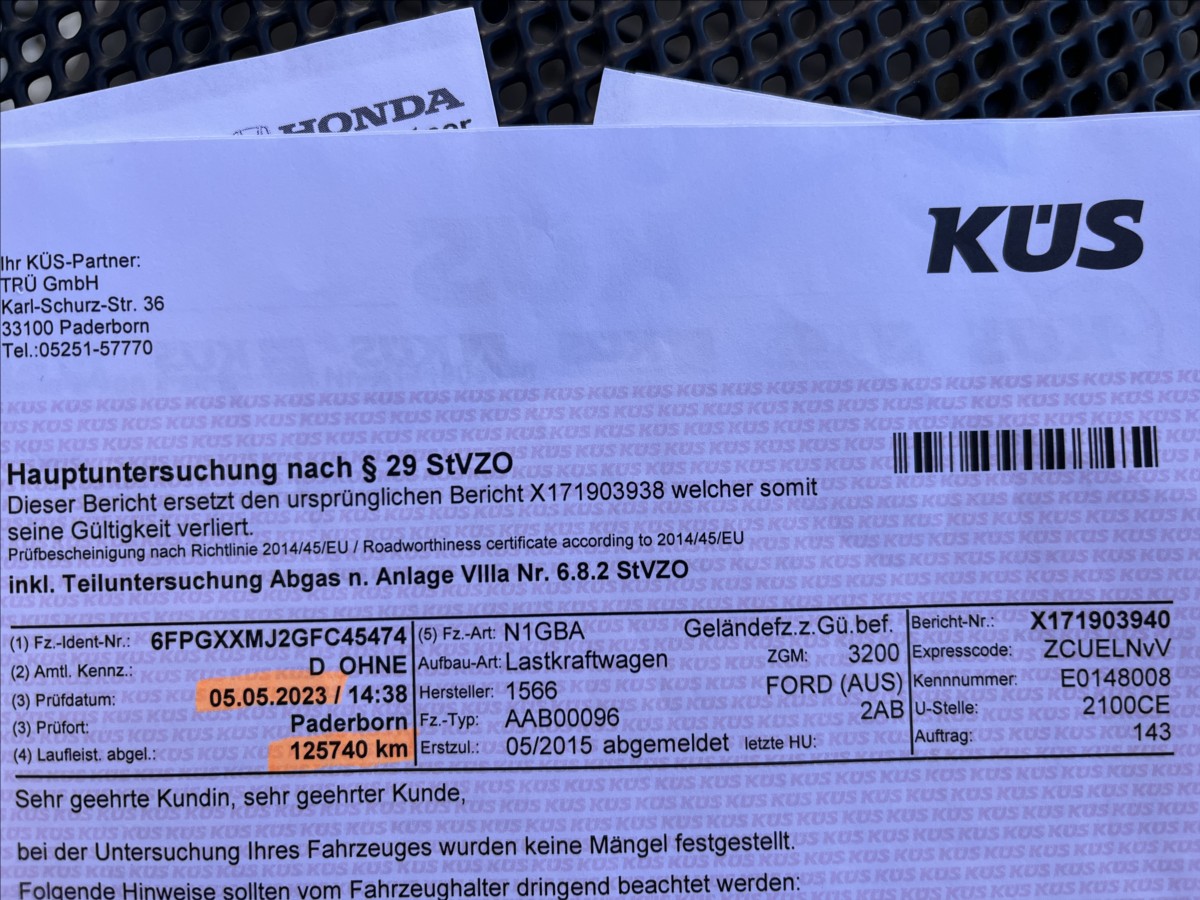 HONDA
KÜS
Ihr KÜS-Partner:
TRÜ GmbH
Karl-Schurz-Str. 36
33100 Paderborn
Tel.:05251-57770
Hauptuntersuchung nach § 29 StVZO
Dieser Bericht ersetzt den ursprünglichen Bericht X171903938 welcher somit
seine Gültigkeit verliert.
Prüfbescheinigung nach Richtlinie 2014/45/EU / Roadworthiness certificate according to 2014/45/EU
inkl. Teiluntersuchung Abgas n. Anlage VIIIa Nr. 6.8.2 StVZO
(1) Fz.-Ident-Nr.: 6FPGXXMJ2GFC45474
(2) Amtl. Kennz.: D OHNE
(3) Prüfdatum: 05.05.2023 / 14:38
(3) Prüfort: Paderborn
(4) Laufleist. abgel.: 125740 km
(5) Fz.-Art: N1GBA Geländefz.z.Gü.bef.
Aufbau-Art: Lastkraftwagen ZGM: 3200
Hersteller: 1566 FORD (AUS)
Fz.-Typ: AAB00096 2AB
Erstzul.: 05/2015 abgemeldet letzte HU:
Bericht-Nr.: X171903940
Expresscode: ZCUELNvV
Kennnummer: E0148008
U-Stelle: 2100CE
Auftrag: 143
Sehr geehrte Kundin, sehr geehrter Kunde,
bei der Untersuchung Ihres Fahrzeuges wurden keine Mängel festgestellt.
Folgende Hinweise sollten vom Fahrzeughalter dringend beachtet werden: